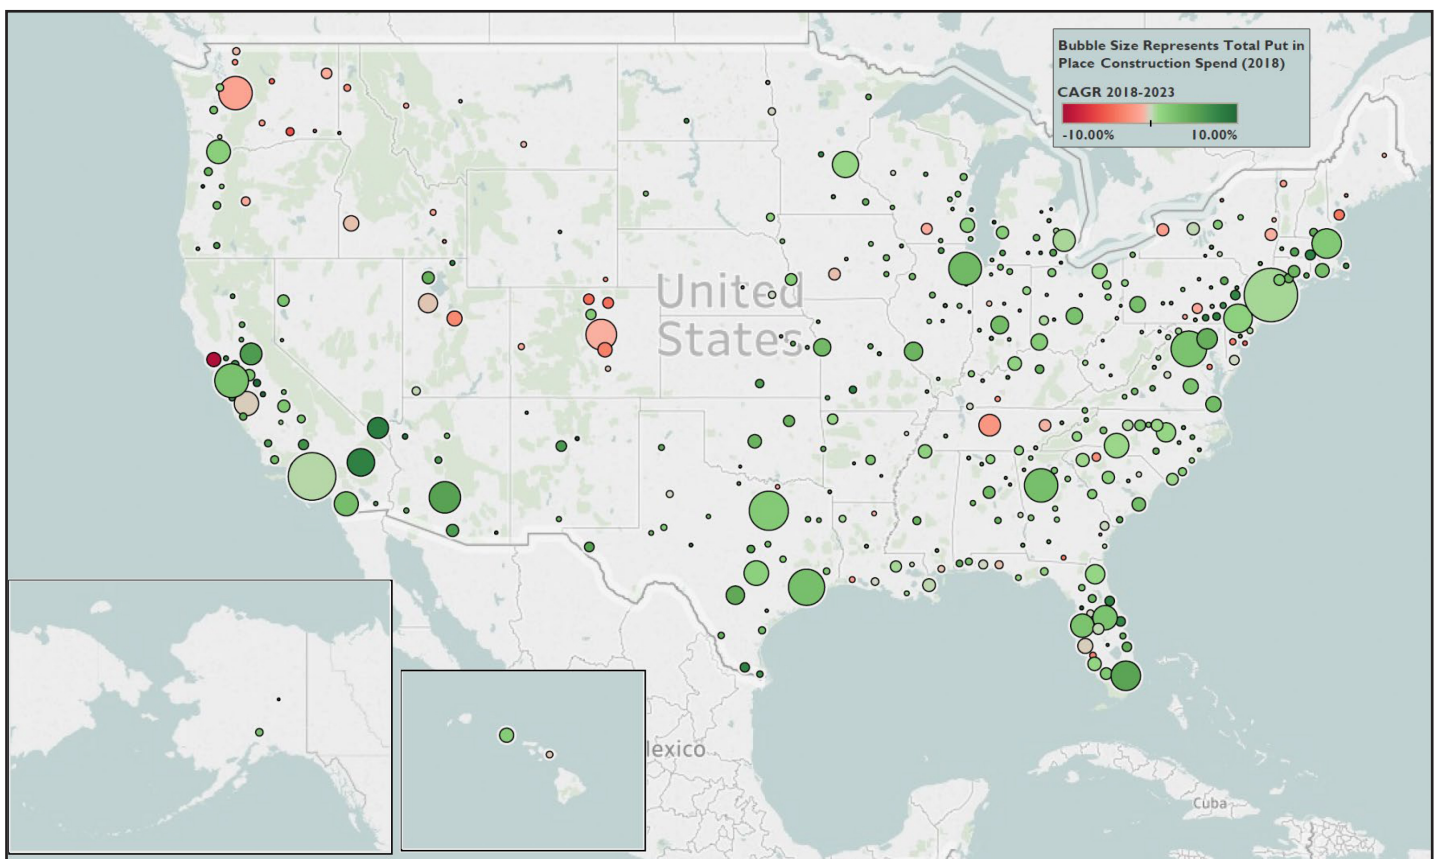 Bubble Size Represents Total Put in
Place Construction Spend (2018)
CAGR 2018-2023
-10.00% 10.00%
United
States
lexico
Cuba